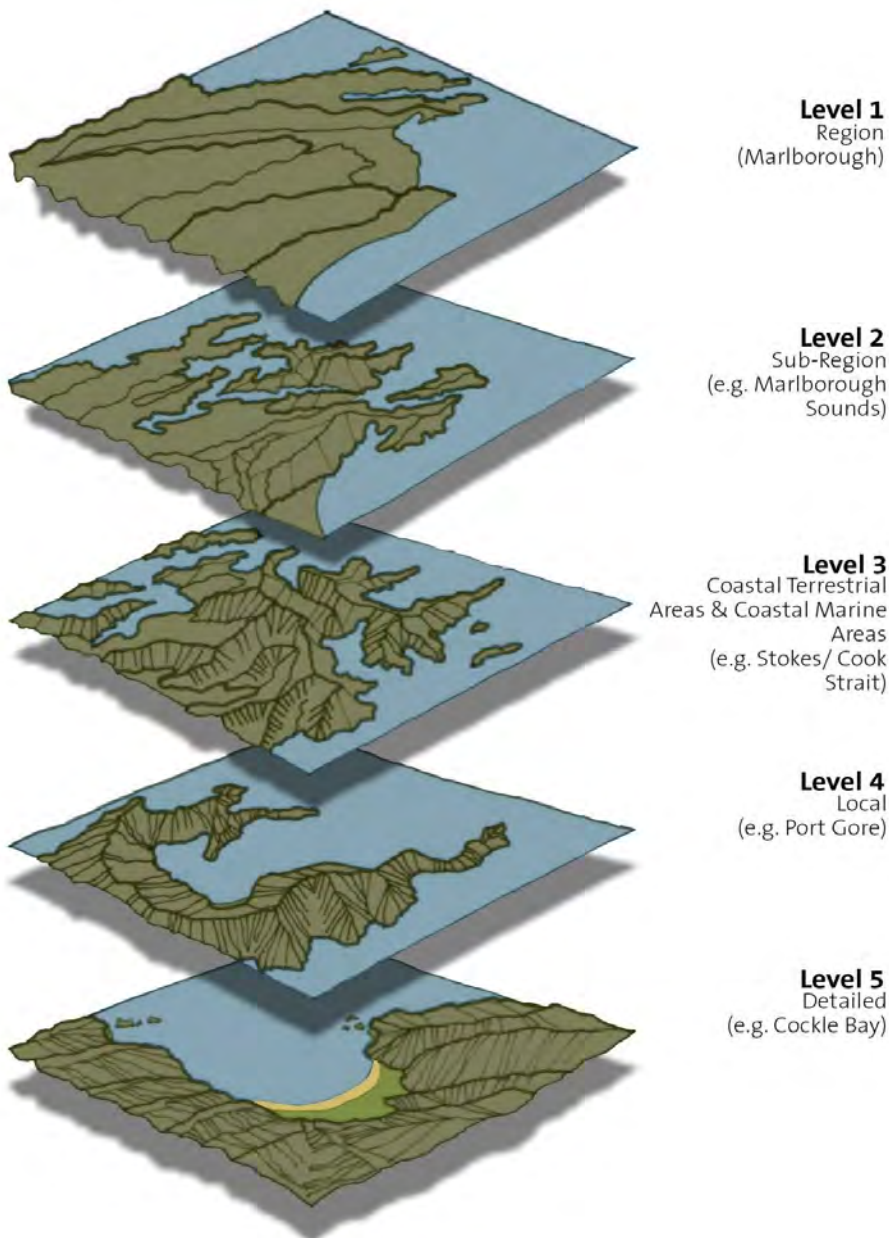 Level 1
Region
(Marlborough)
Level 2
Sub-Region
(e.g. Marlborough
Sounds)
Level 3
Coastal Terrestrial
Areas & Coastal Marine
Areas
(e.g. Stokes/ Cook
Strait)
Level 4
Local
(e.g. Port Gore)
Level 5
Detailed
(e.g. Cockle Bay)